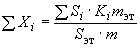 ∑ X_i = (∑ S_i · K_i m_эт) / (S_эт · m)